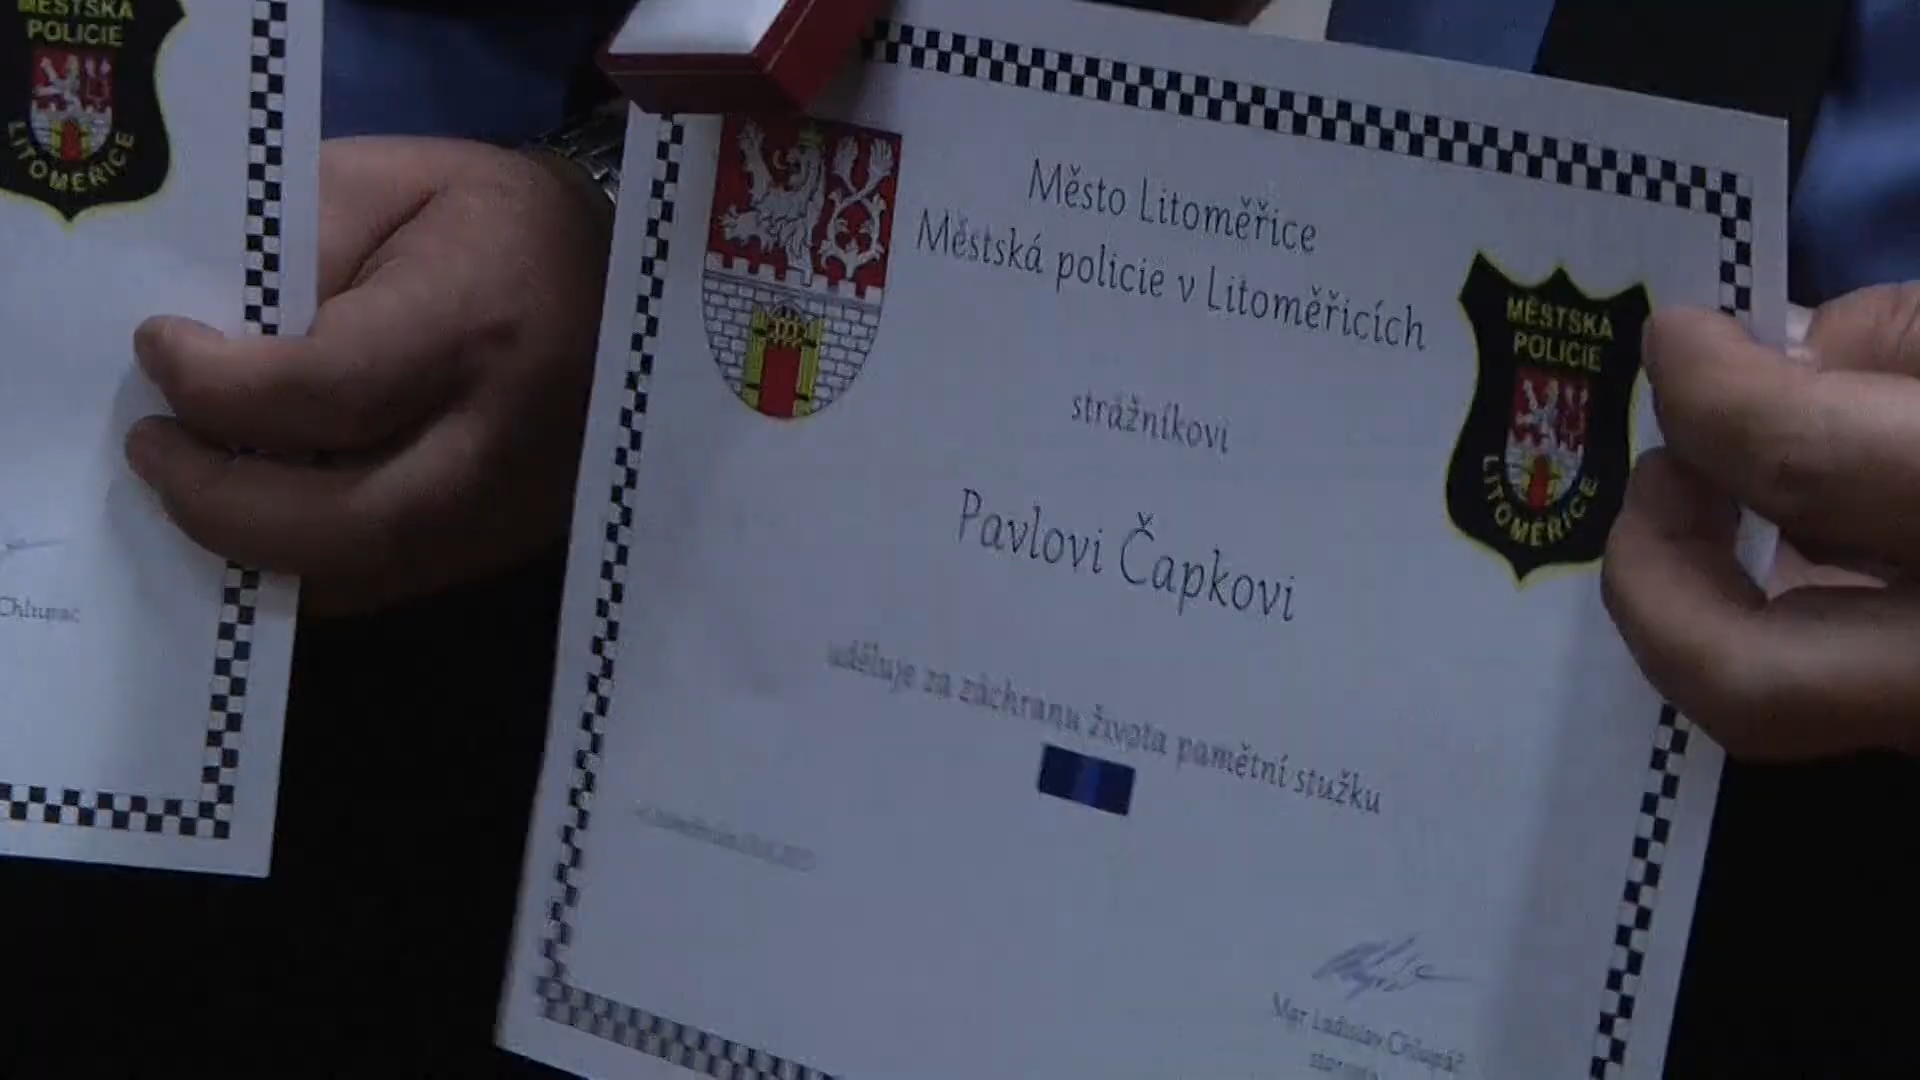 MĚSTSKÁ
POLICIE
LITOMĚŘICE
Chlupáč
Město Litoměřice
Městská policie v Litoměřicích
MĚSTSKÁ
POLICIE
LITOMĚŘICE
strážníkovi
Pavlovi Čapkovi
uděluje za záchranu života pamětní stužku
Mgr Ladislav Chlupáč